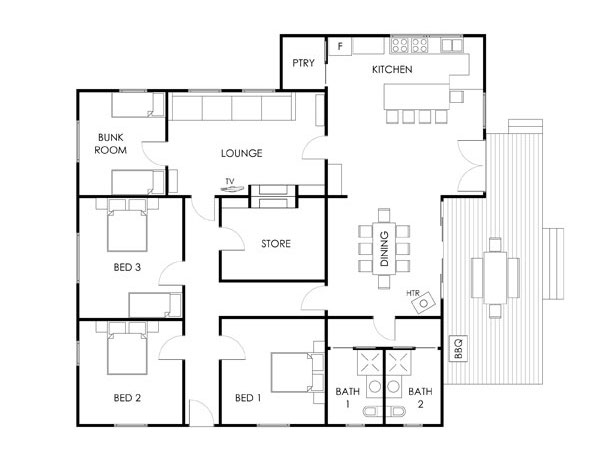 F
PTRY
KITCHEN
BUNK
ROOM
LOUNGE
TV
STORE
DINING
BED 3
HTR
BBQ
BED 2
BED 1
BATH
1
BATH
2